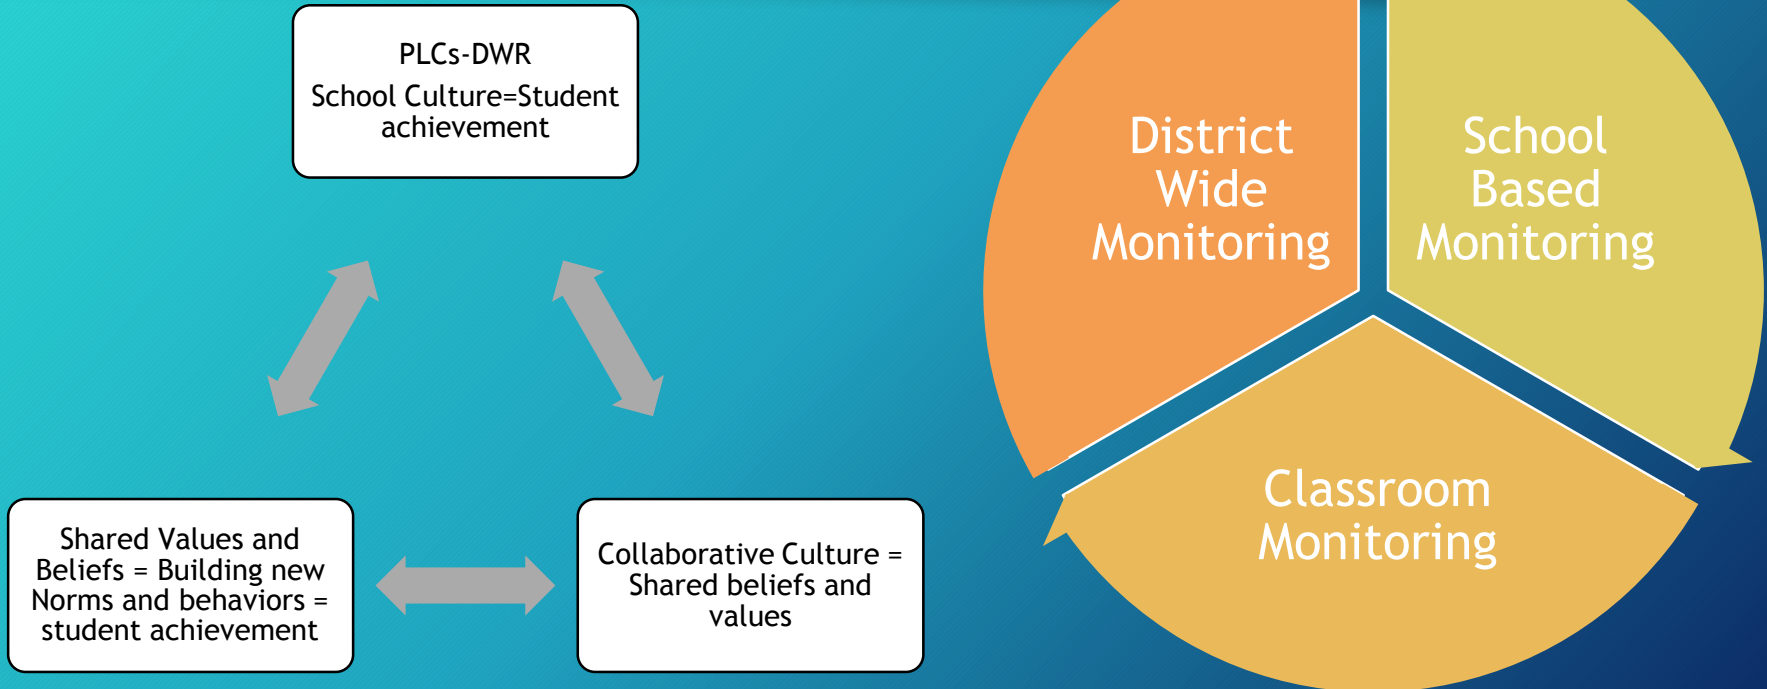 PLCs-DWR
School Culture=Student
achievement
Shared Values and
Beliefs = Building new
Norms and behaviors =
student achievement
Collaborative Culture =
Shared beliefs and
values
District
Wide
Monitoring
School
Based
Monitoring
Classroom
Monitoring